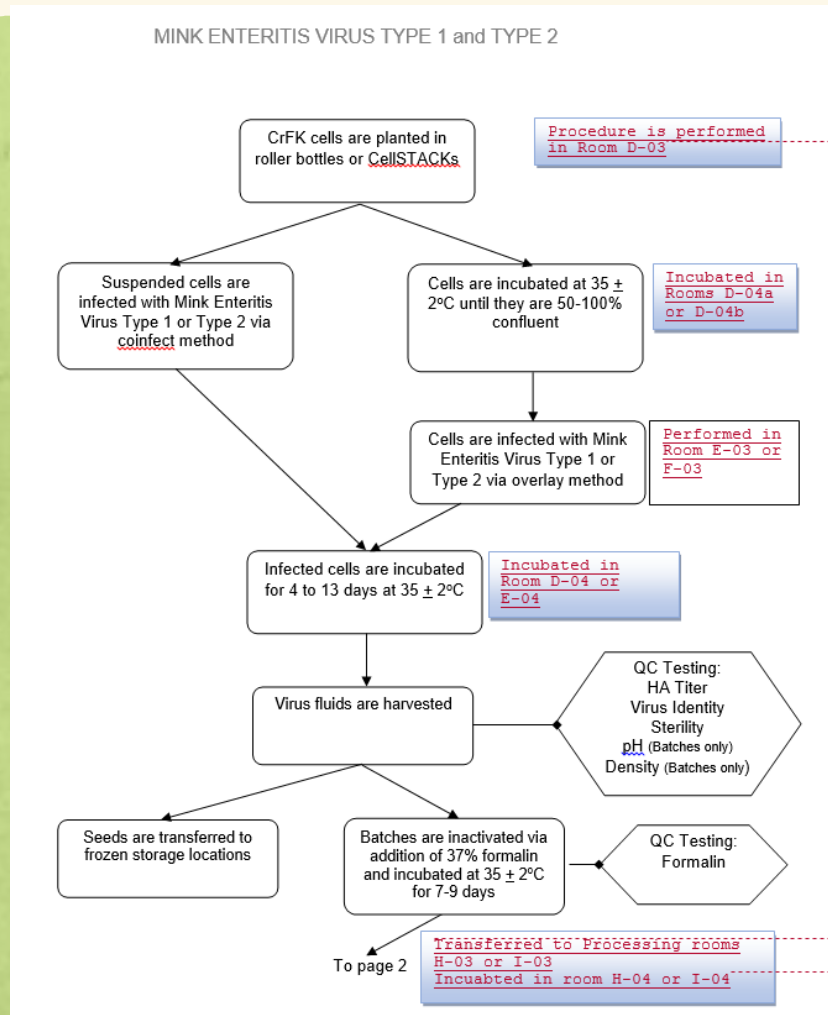 MINK ENTERITIS VIRUS TYPE 1 and TYPE 2
CrFK cells are planted in
roller bottles or CellSTACKs
Procedure is performed
in Room D-03
Suspended cells are
infected with Mink Enteritis
Virus Type 1 or Type 2 via
coinfect method
Cells are incubated at 35 ±
2ºC until they are 50-100%
confluent
Incubated in
Rooms D-04a
or D-04b
Cells are infected with Mink
Enteritis Virus Type 1 or
Type 2 via overlay method
Performed in
Room E-03 or
F-03
Infected cells are incubated
for 4 to 13 days at 35 ± 2ºC
Incubated in
Room D-04 or
E-04
Virus fluids are harvested
QC Testing:
HA Titer
Virus Identity
Sterility
pH (Batches only)
Density (Batches only)
Seeds are transferred to
frozen storage locations
Batches are inactivated via
addition of 37% formalin
and incubated at 35 ± 2ºC
for 7-9 days
QC Testing:
Formalin
To page 2
Transferred to Processing rooms
H-03 or I-03
Incuabted in room H-04 or I-04